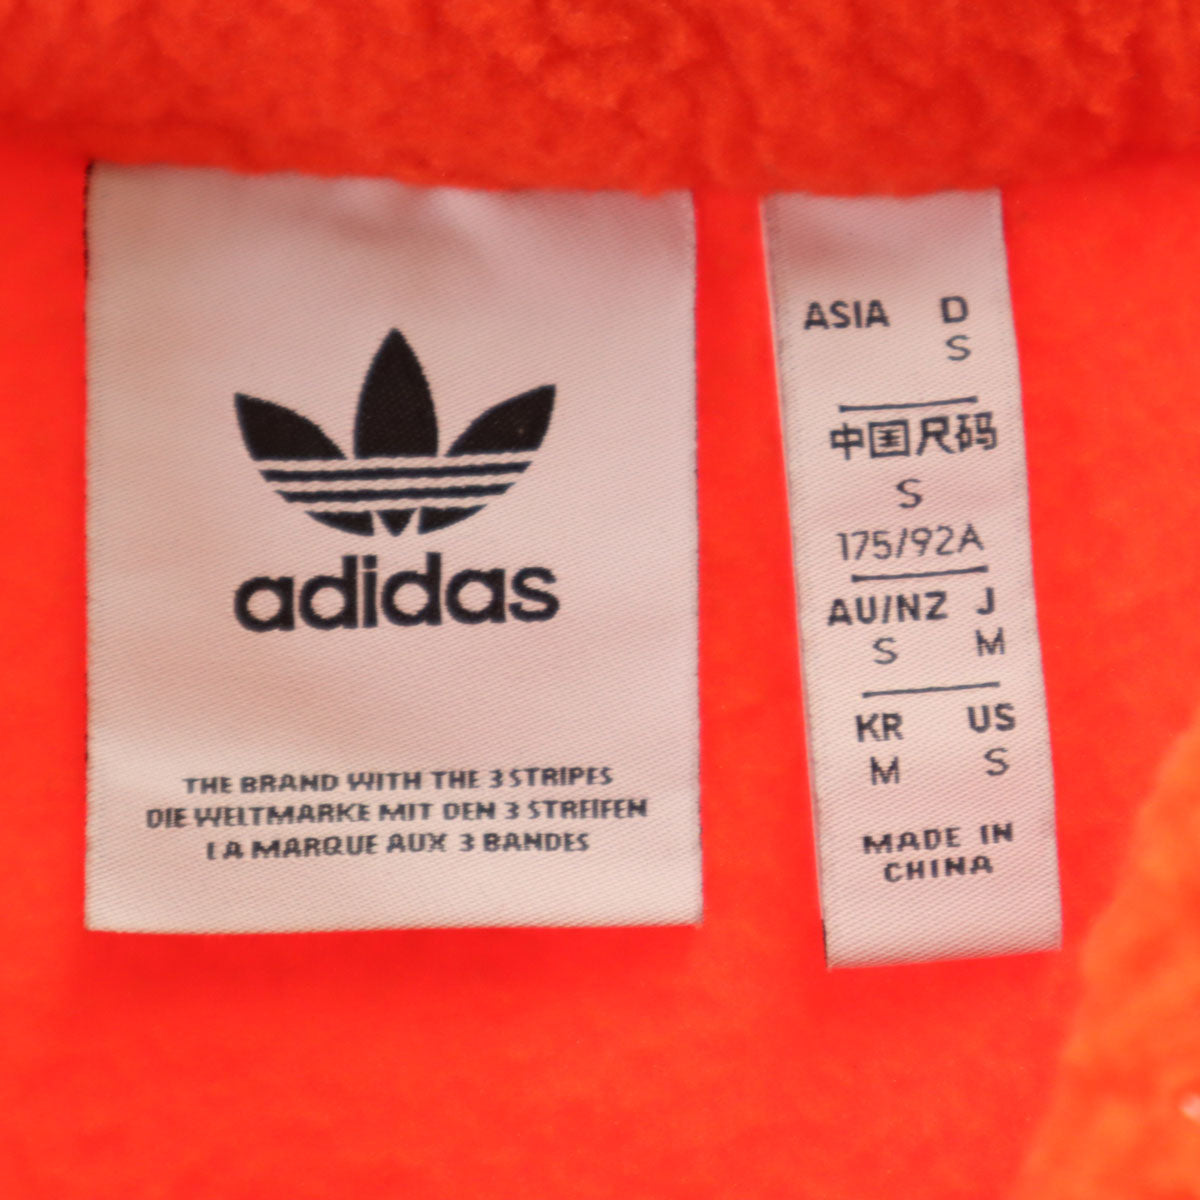 adidas
THE BRAND WITH THE 3 STRIPES
DIE WELTMARKE MIT DEN 3 STREIFEN
LA MARQUE AUX 3 BANDES
ASIA D
S
中国尺码
S
175/92A
AU/NZ J
S M
KR US
M S
MADE IN
CHINA